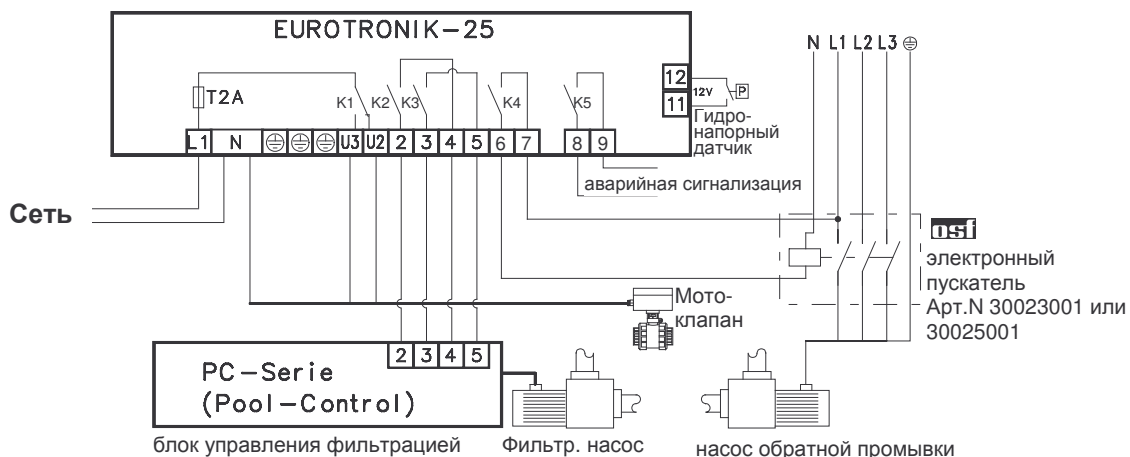 EUROTRONIK-25
N L1 L2 L3
T2A
K1 K2 K3 K4 K5
12
11
12V
P
Гидро-
напорный
датчик
L1 N U3 U2 2 3 4 5 6 7 8 9
аварийная сигнализация
Сеть
osf
электронный
пускатель
Арт.N 30023001 или
30025001
Мото-
клапан
2 3 4 5
PC-Serie
(Pool-Control)
блок управления фильтрацией
Фильтр. насос
насос обратной промывки